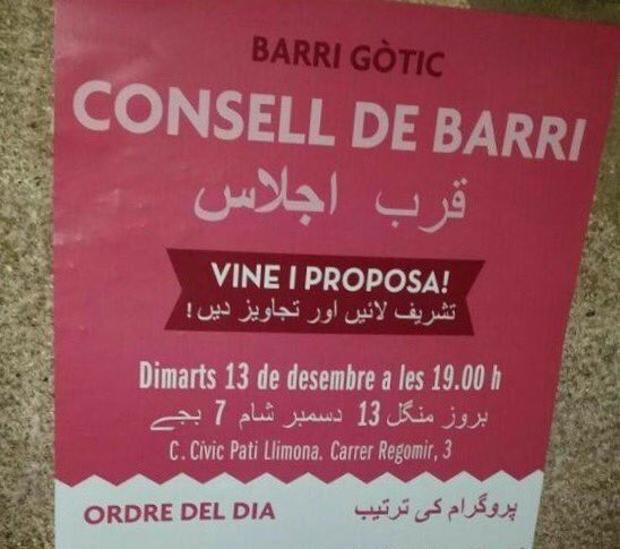 BARRI GÒTIC
CONSELL DE BARRI
قرب اجلاس
VINE I PROPOSA!
تشریف لائیں اور تجاویز دیں!
Dimarts 13 de desembre a les 19.00 h
بروز منگل 13 دسمبر شام 7 بجے
C. Cívic Pati Llimona. Carrer Regomir, 3
ORDRE DEL DIA پروگرام کی ترتیب